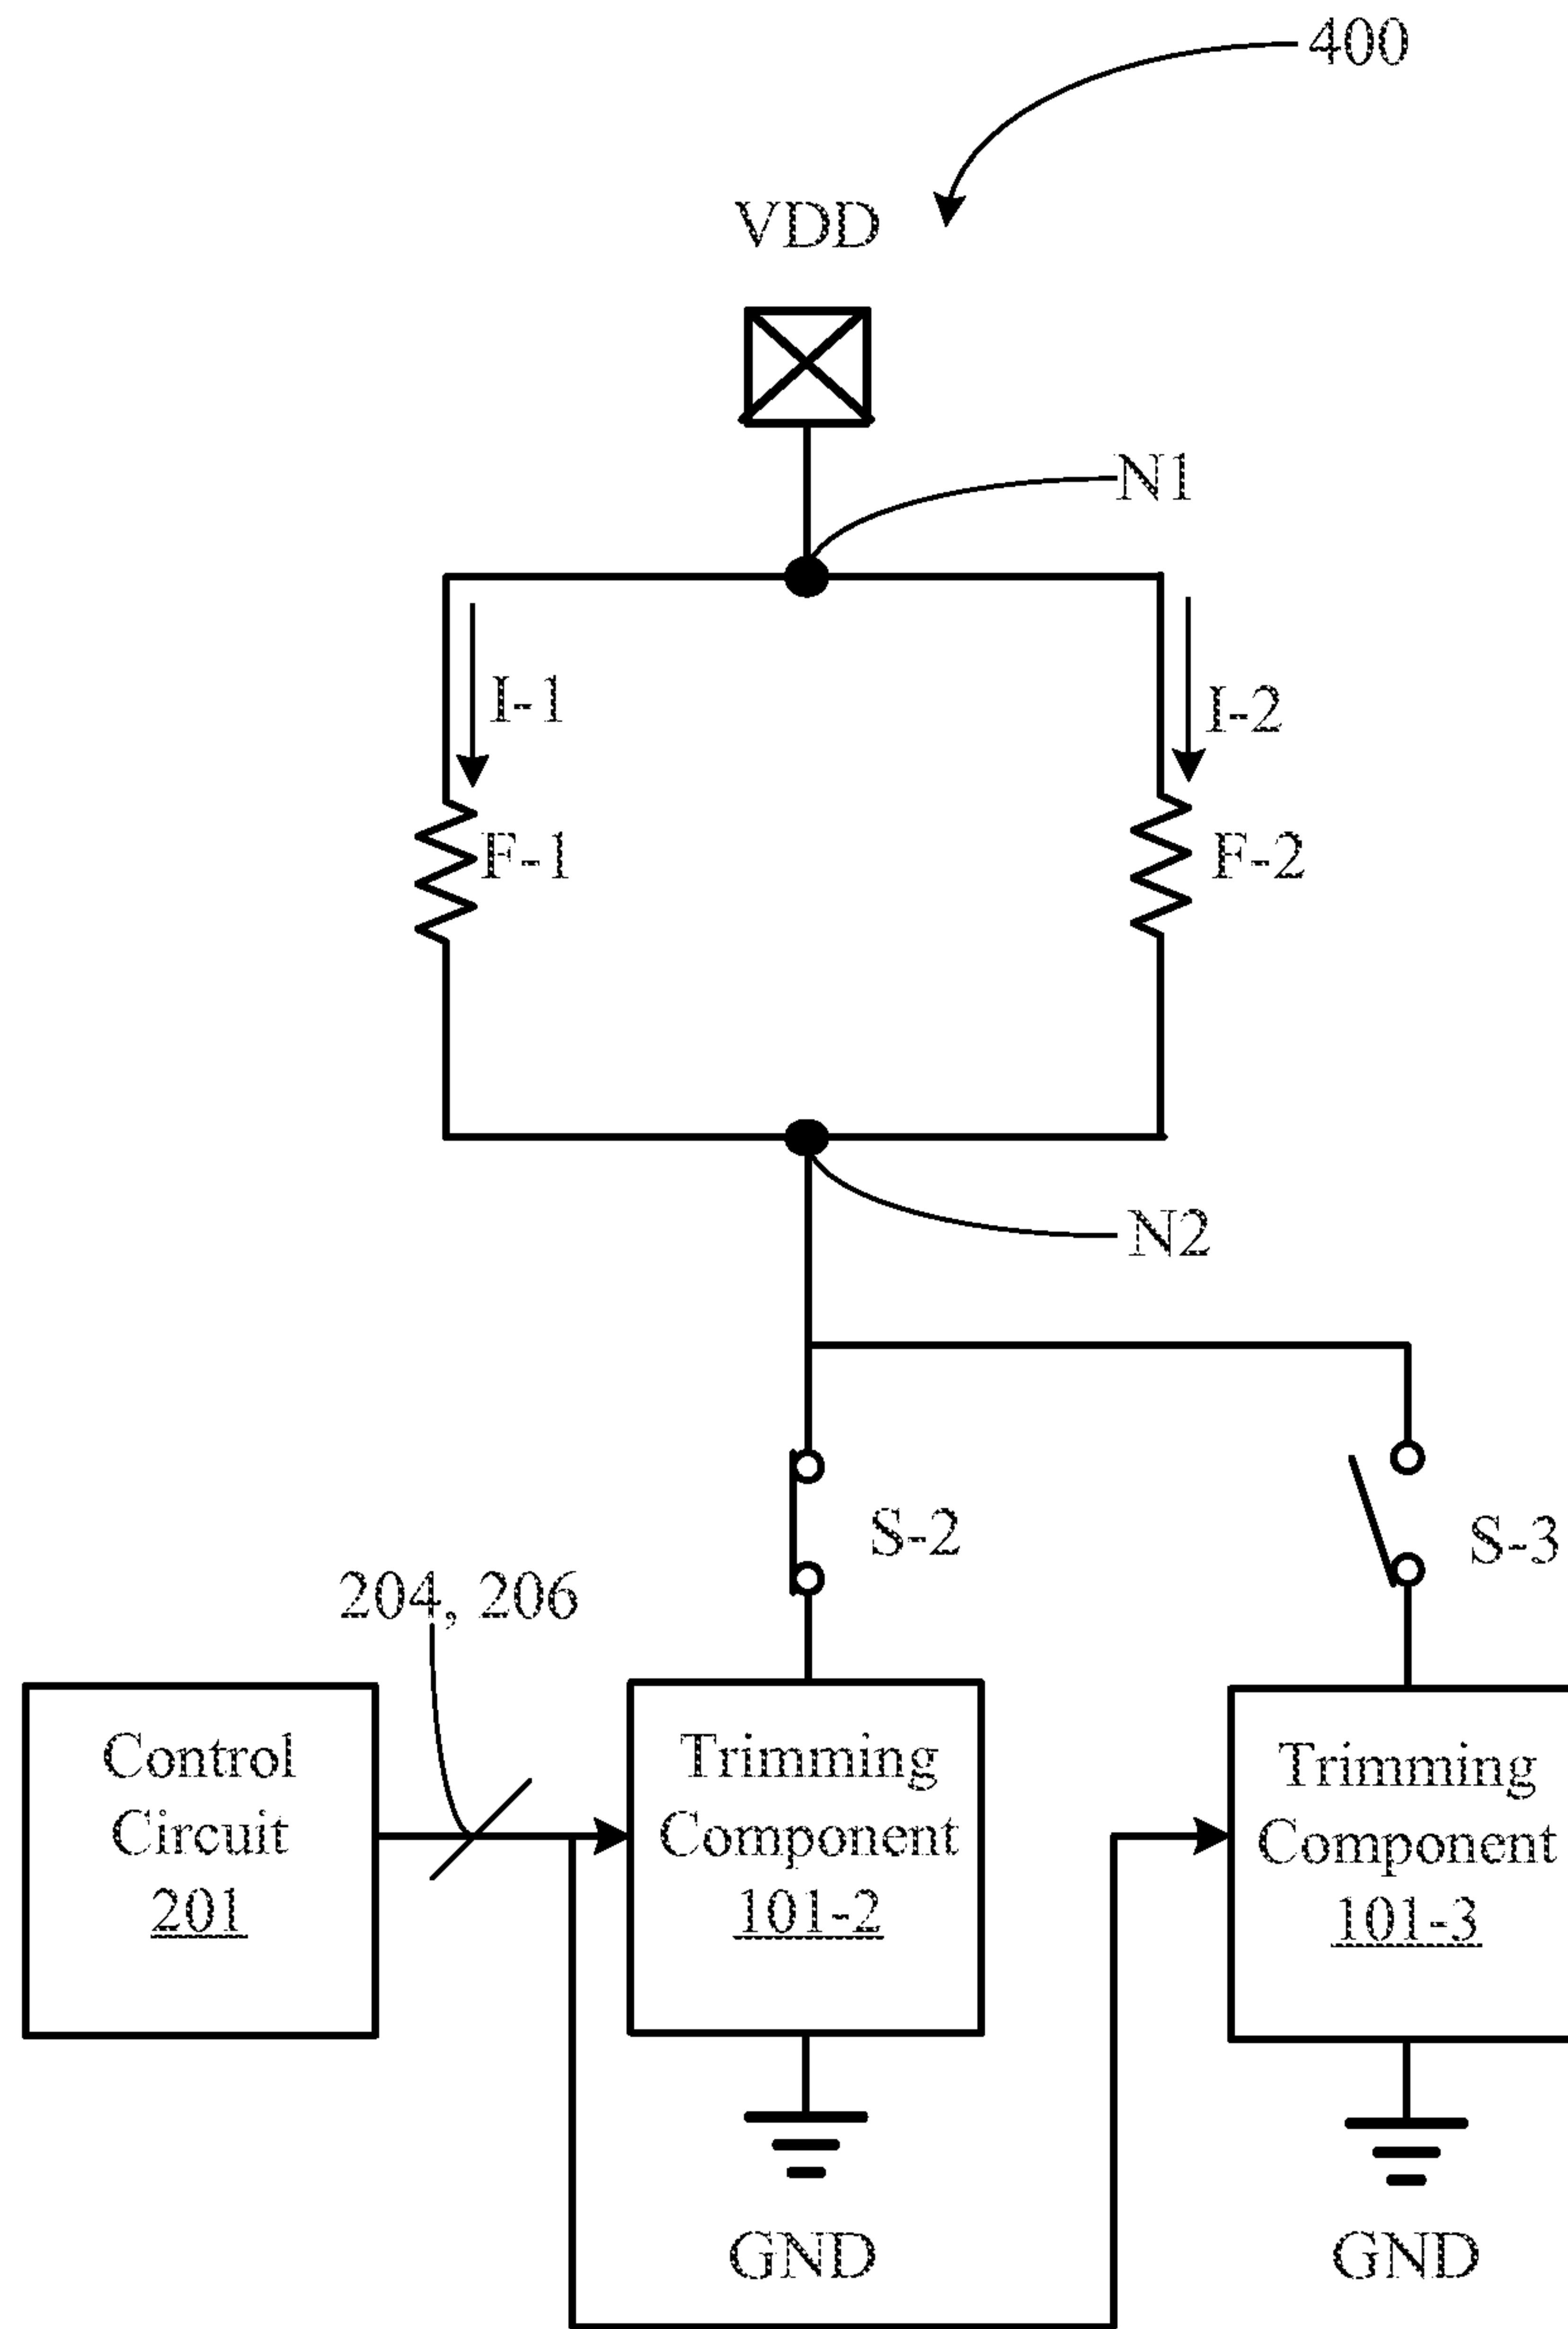 400
VDD
N1
I-1
I-2
F-1
F-2
N2
S-2
S-3
204, 206
Control
Circuit
201
Trimming
Component
101-2
Trimming
Component
101-3
GND
GND